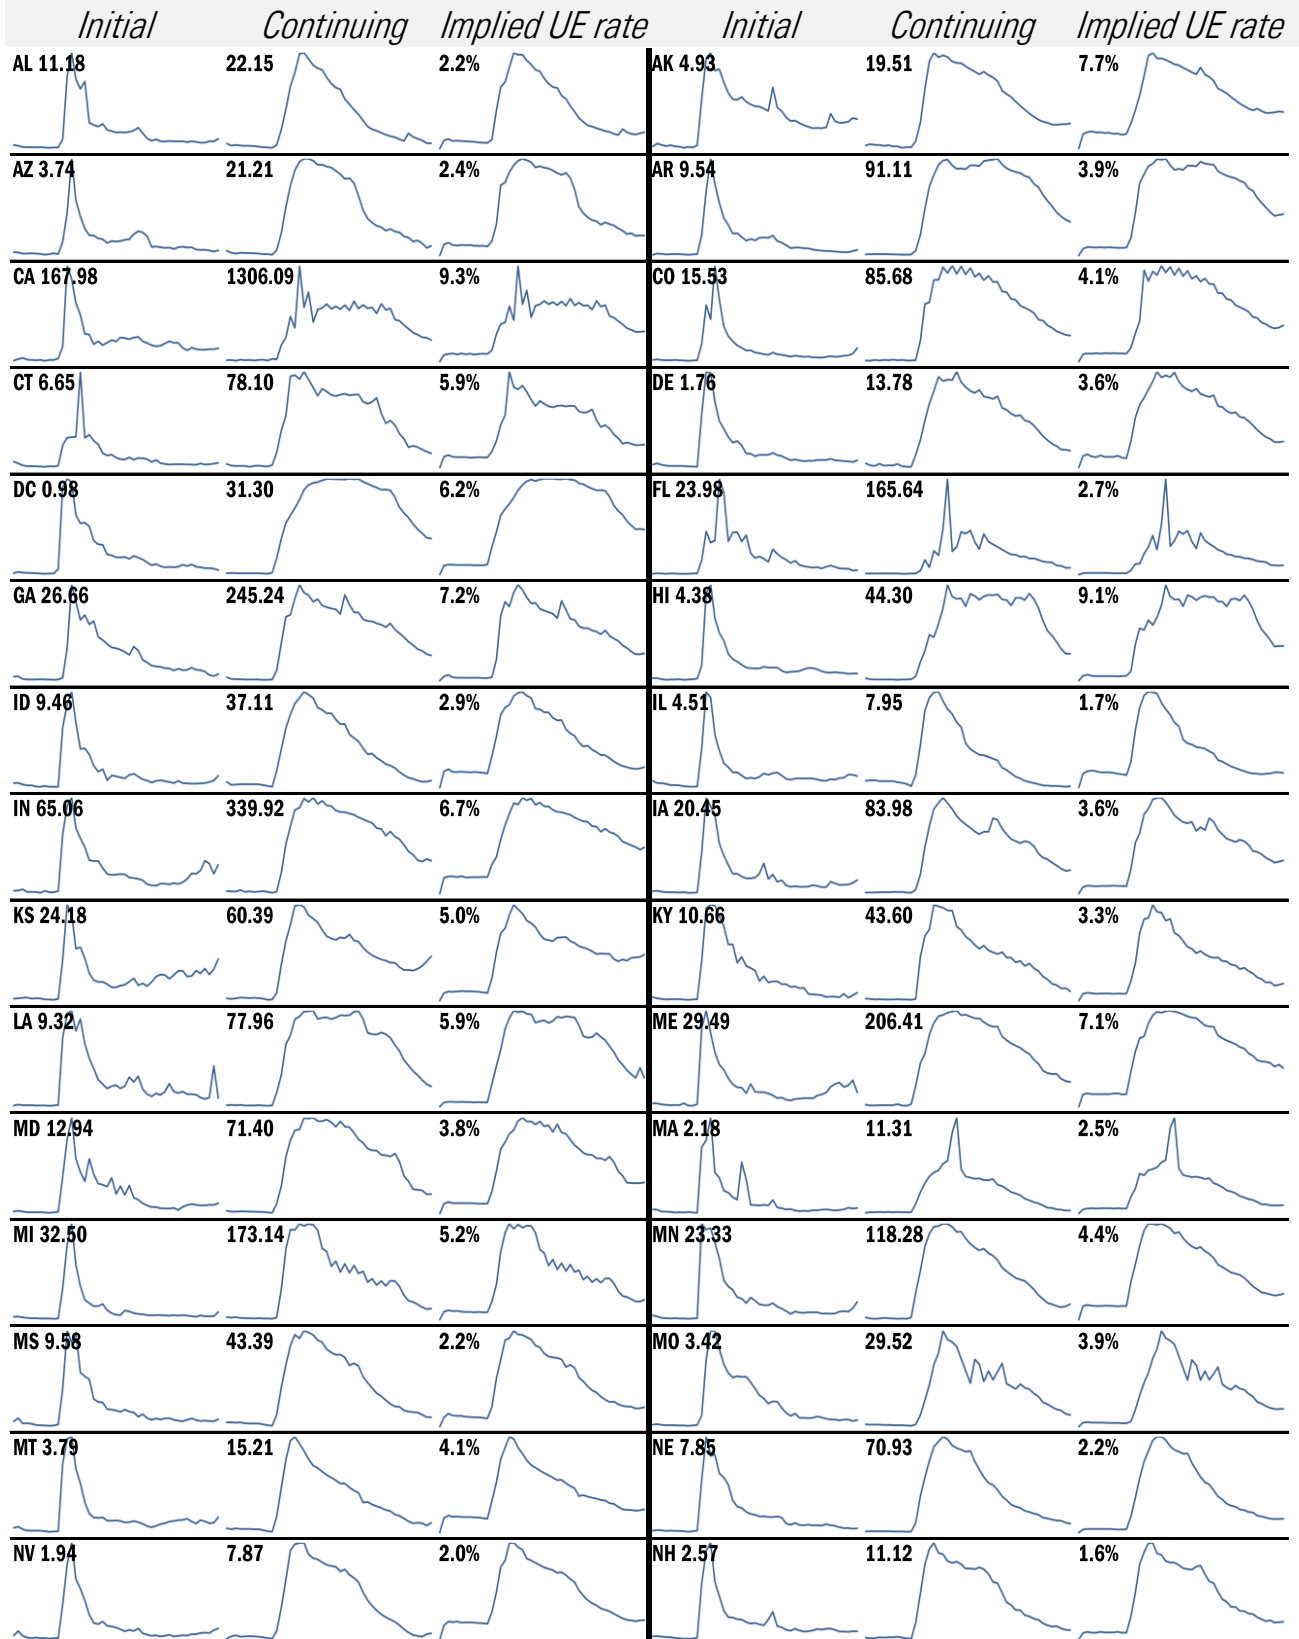 Initial Continuing Implied UE rate Initial Continuing Implied UE rate
AL 11.18 22.15 2.2% AK 4.93 19.51 7.7%
AZ 3.74 21.21 2.4% AR 9.54 91.11 3.9%
CA 167.98 1306.09 9.3% CO 15.53 85.68 4.1%
CT 6.65 78.10 5.9% DE 1.76 13.78 3.6%
DC 0.98 31.30 6.2% FL 23.98 165.64 2.7%
GA 26.66 245.24 7.2% HI 4.38 44.30 9.1%
ID 9.46 37.11 2.9% IL 4.51 7.95 1.7%
IN 65.06 339.92 6.7% IA 20.45 83.98 3.6%
KS 24.18 60.39 5.0% KY 10.66 43.60 3.3%
LA 9.32 77.96 5.9% ME 29.49 206.41 7.1%
MD 12.94 71.40 3.8% MA 2.18 11.31 2.5%
MI 32.50 173.14 5.2% MN 23.33 118.28 4.4%
MS 9.58 43.39 2.2% MO 3.42 29.52 3.9%
MT 3.79 15.21 4.1% NE 7.85 70.93 2.2%
NV 1.94 7.87 2.0% NH 2.57 11.12 1.6%